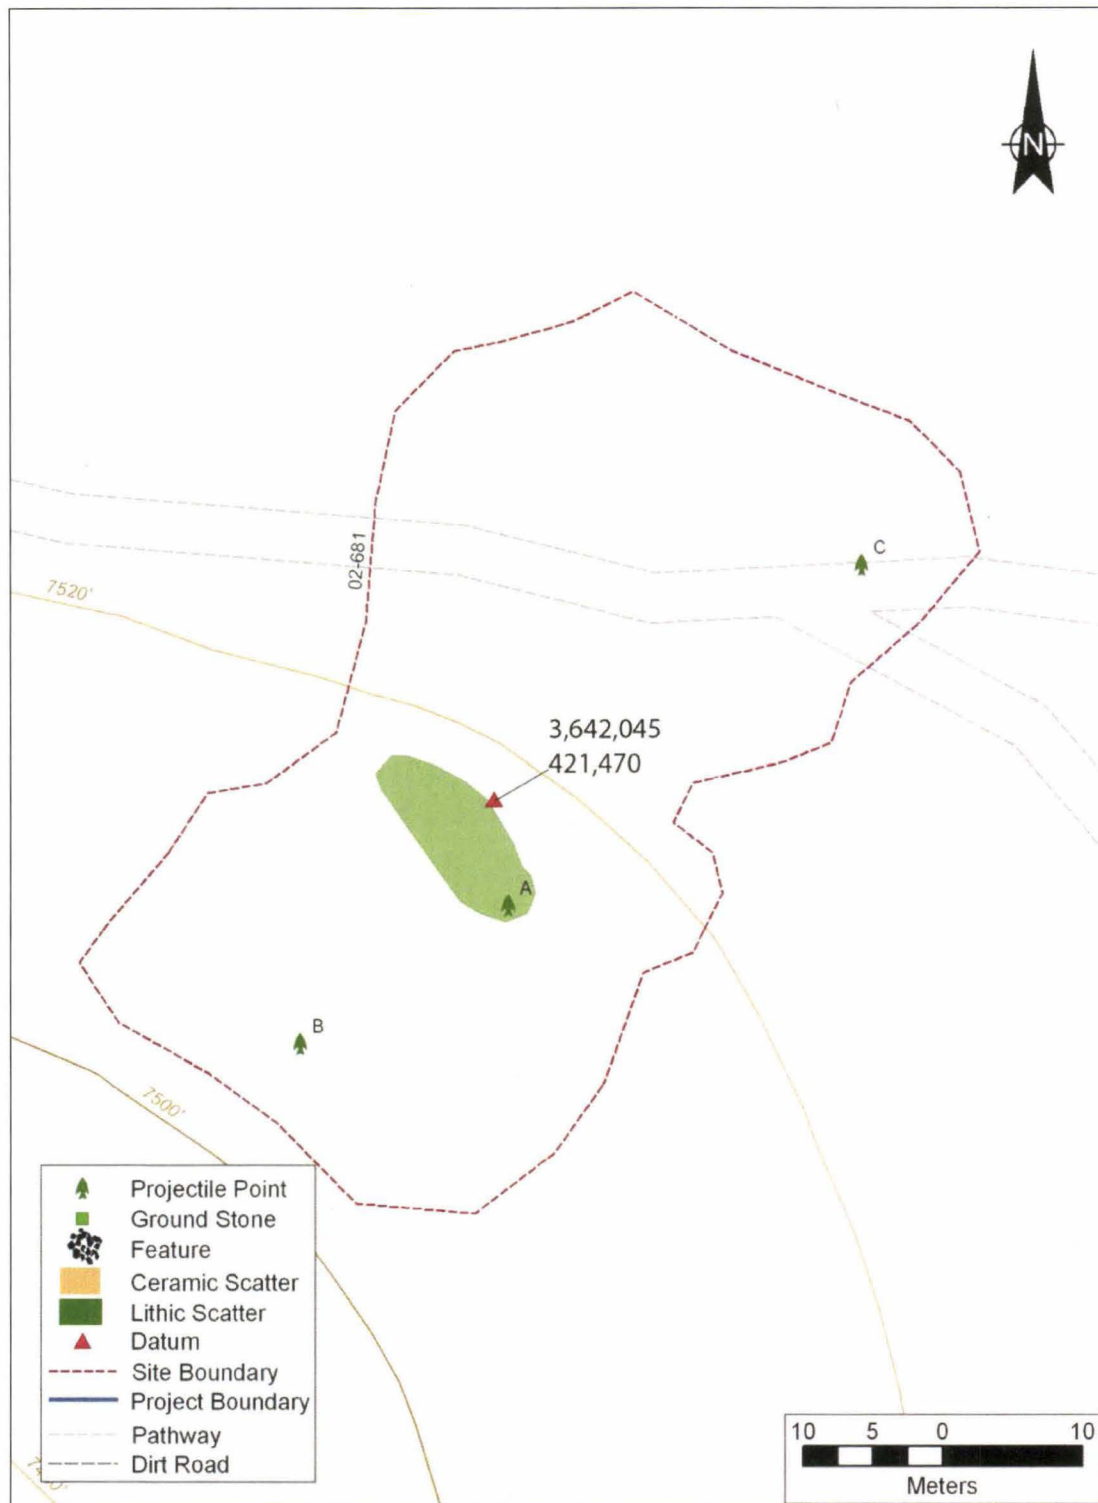 N
C
02-681
7520'
3,642,045
421,470
A
B
7500'
Projectile Point
Ground Stone
Feature
Ceramic Scatter
Lithic Scatter
Datum
Site Boundary
Project Boundary
Pathway
Dirt Road
10 5 0 10
Meters